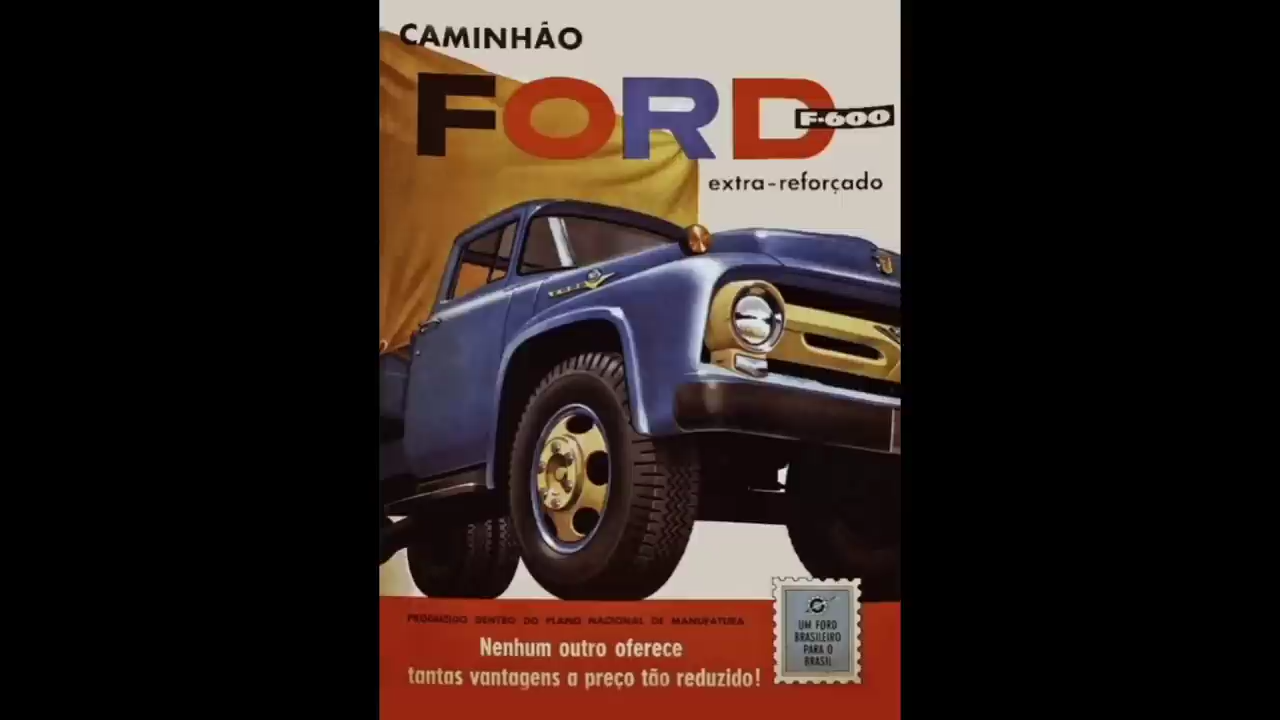 CAMINHÃO
FORD
F-600
extra-reforçado
PRODUZIDO DENTRO DO PLANO NACIONAL DE MANUFATURA
Nenhum outro oferece
tantas vantagens a preço tão reduzido!
UM FORD
BRASILEIRO
PARA O
BRASIL